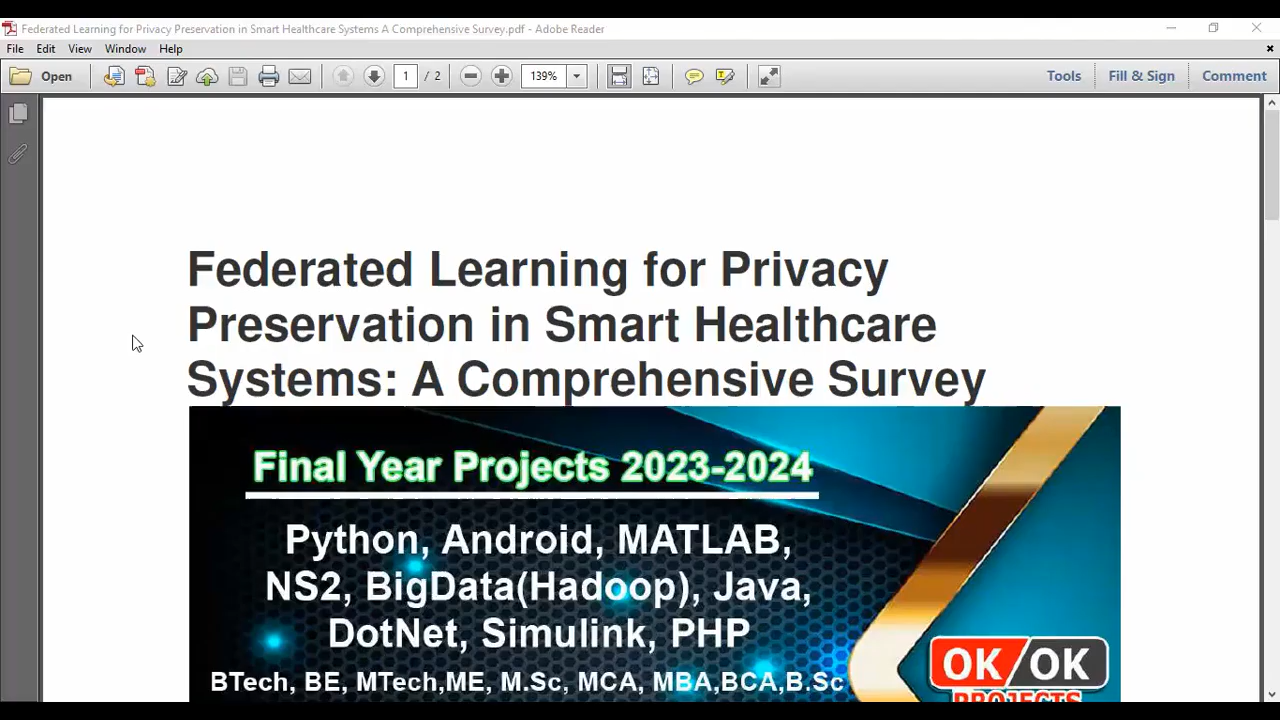 Federated Learning for Privacy Preservation in Smart Healthcare Systems A Comprehensive Survey.pdf - Adobe Reader
File Edit View Window Help
Open 1 / 2 139% Tools Fill & Sign Comment
Federated Learning for Privacy
Preservation in Smart Healthcare
Systems: A Comprehensive Survey
Final Year Projects 2023-2024
Python, Android, MATLAB,
NS2, BigData(Hadoop), Java,
DotNet, Simulink, PHP
BTech, BE, MTech,ME, M.Sc, MCA, MBA,BCA,B.Sc
OK/OK
PROJECTS